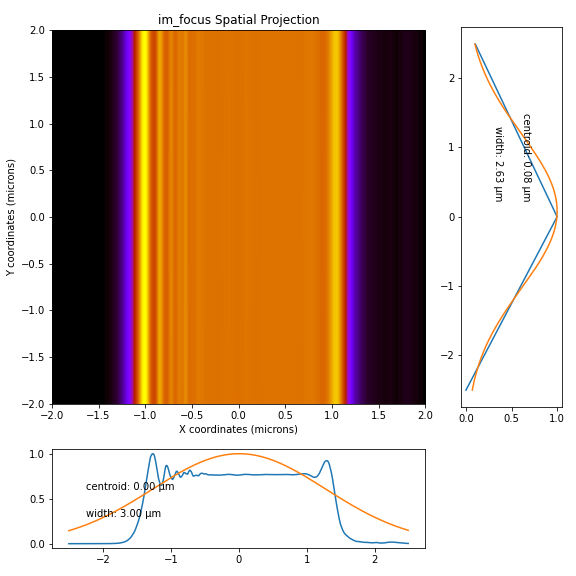 im_focus Spatial Projection
2.0
1.5
1.0
0.5
0.0
−0.5
−1.0
−1.5
−2.0
Y coordinates (microns)
−2.0 −1.5 −1.0 −0.5 0.0 0.5 1.0 1.5 2.0
X coordinates (microns)
2
1
0
−1
−2
0.0 0.5 1.0
centroid: 0.08 µm
width: 2.63 µm
1.0
0.5
0.0
centroid: 0.00 µm
width: 3.00 µm
−2 −1 0 1 2